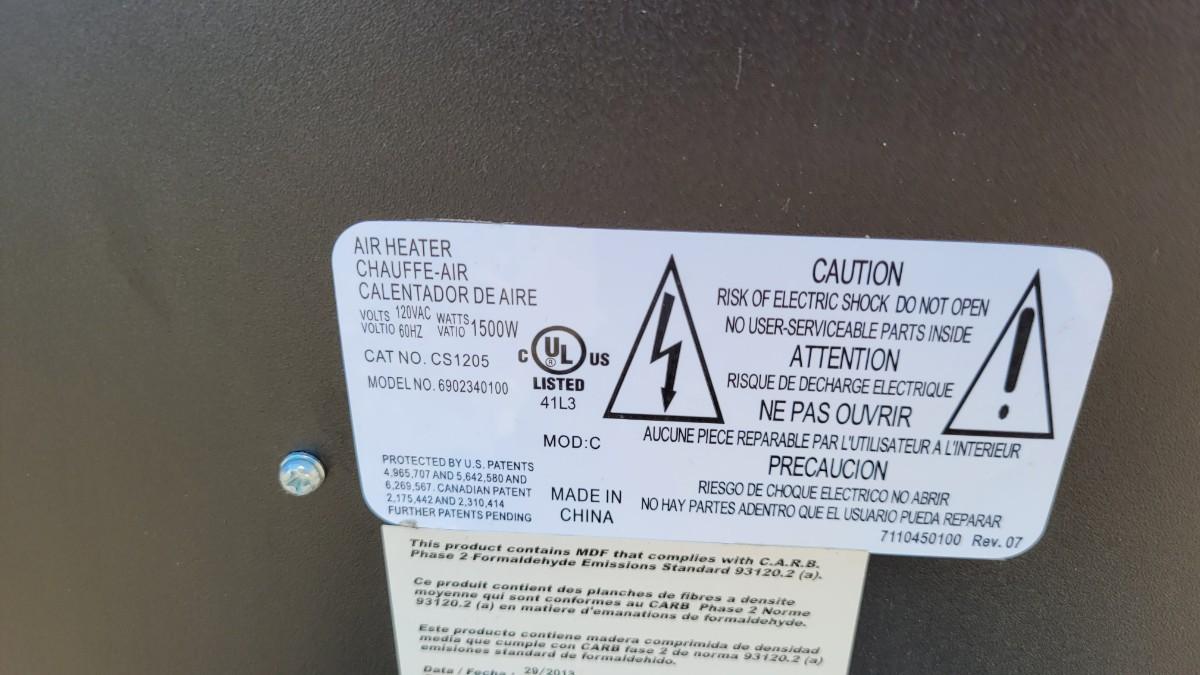 AIR HEATER
CHAUFFE-AIR
CALENTADOR DE AIRE
VOLTS 120VAC WATTS 1500W
VOLTIO 60HZ VATIO
CAT NO. CS1205
MODEL NO. 6902340100
C UL ® US
LISTED
41L3
MOD:C
PROTECTED BY U.S. PATENTS
4,965,707 AND 5,642,580 AND
6,269,567. CANADIAN PATENT
2,175,442 AND 2,310,414
FURTHER PATENTS PENDING
MADE IN
CHINA
CAUTION
RISK OF ELECTRIC SHOCK DO NOT OPEN
NO USER-SERVICEABLE PARTS INSIDE
ATTENTION
RISQUE DE DECHARGE ELECTRIQUE
NE PAS OUVRIR
AUCUNE PIECE REPARABLE PAR L'UTILISATEUR A L'INTERIEUR
PRECAUCION
RIESGO DE CHOQUE ELECTRICO NO ABRIR
NO HAY PARTES ADENTRO QUE EL USUARIO PUEDA REPARAR
7110450100 Rev. 07
This product contains MDF that complies with C.A.R.B.
Phase 2 Formaldehyde Emissions Standard 93120.2 (a).
Ce produit contient des planches de fibres a densite
moyenne qui sont conformes au CARB Phase 2 Norme
93120.2 (a) en matiere d'emanations de formaldehyde.
Este producto contiene madera comprimida de densidad
media que cumple con CARB fase 2 de norma 93120.2 (a)
emisiones standard de formaldehido.
Data / Fecha : 29/2013